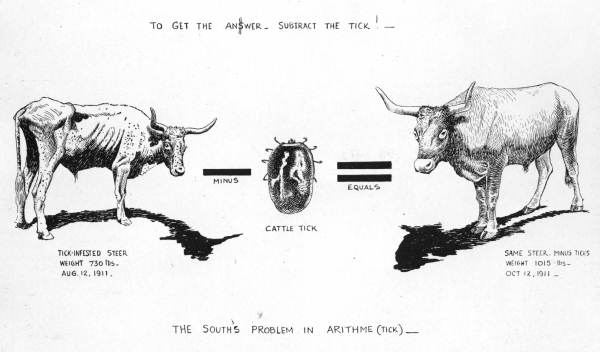 TO GET THE ANSWER - SUBTRACT THE TICK! -
MINUS
CATTLE TICK
EQUALS
TICK-INFESTED STEER
WEIGHT 730 lbs -
AUG. 12, 1911.
SAME STEER, MINUS TICKS
WEIGHT 1015 lbs -
OCT 12, 1911 -
THE SOUTH'S PROBLEM IN ARITHME(TICK) -